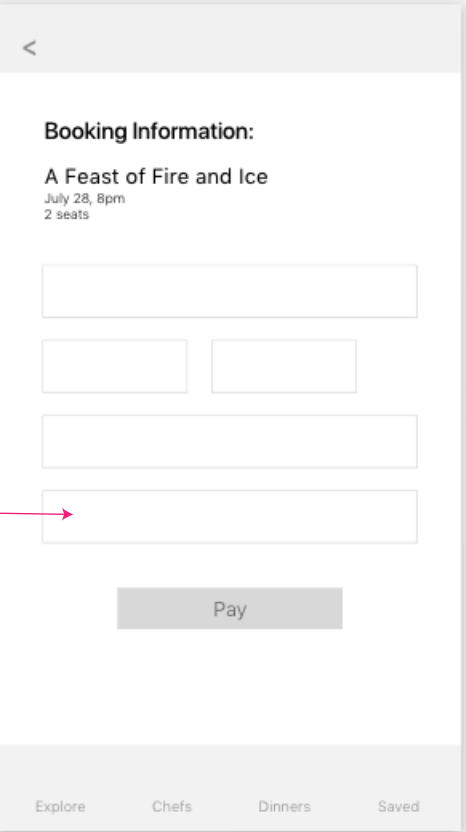 <
Booking Information:
A Feast of Fire and Ice
July 28, 8pm
2 seats
Pay
Explore Chefs Dinners Saved